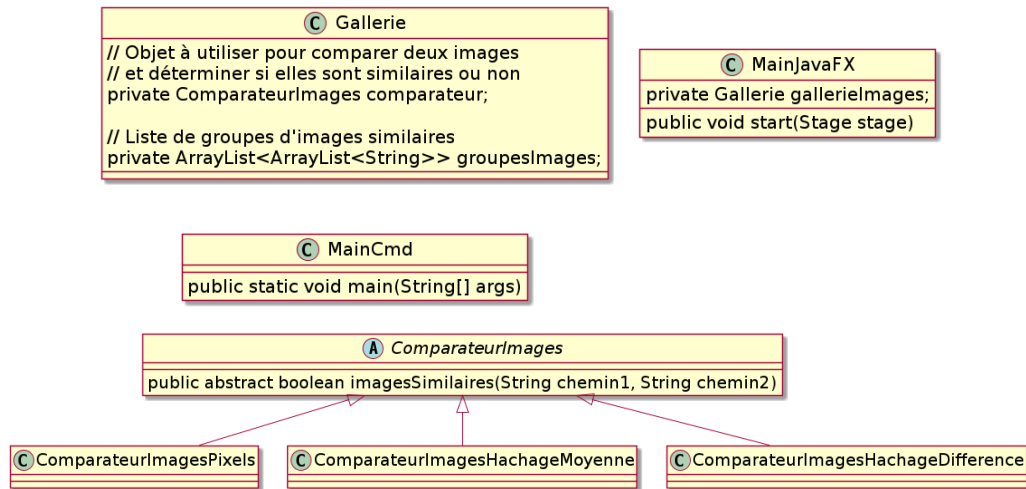 C Gallerie
// Objet à utiliser pour comparer deux images
// et déterminer si elles sont similaires ou non
private ComparateurImages comparateur;
// Liste de groupes d'images similaires
private ArrayList<ArrayList<String>> groupesImages;
C MainJavaFX
private Gallerie gallerieImages;
public void start(Stage stage)
C MainCmd
public static void main(String[] args)
A ComparateurImages
public abstract boolean imagesSimilaires(String chemin1, String chemin2)
C ComparateurImagesPixels
C ComparateurImagesHachageMoyenne
C ComparateurImagesHachageDifference